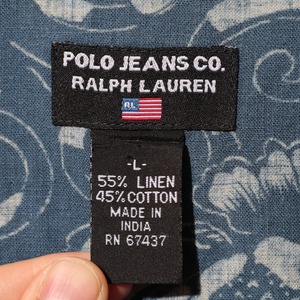 POLO JEANS CO.
RALPH LAUREN
RL
-L-
55% LINEN
45% COTTON
MADE IN
INDIA
RN 67437